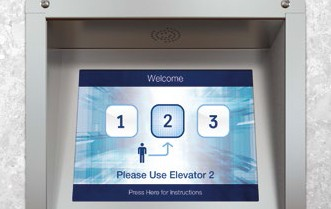 Welcome
1 2 3
Please Use Elevator 2
Press Here for Instructions